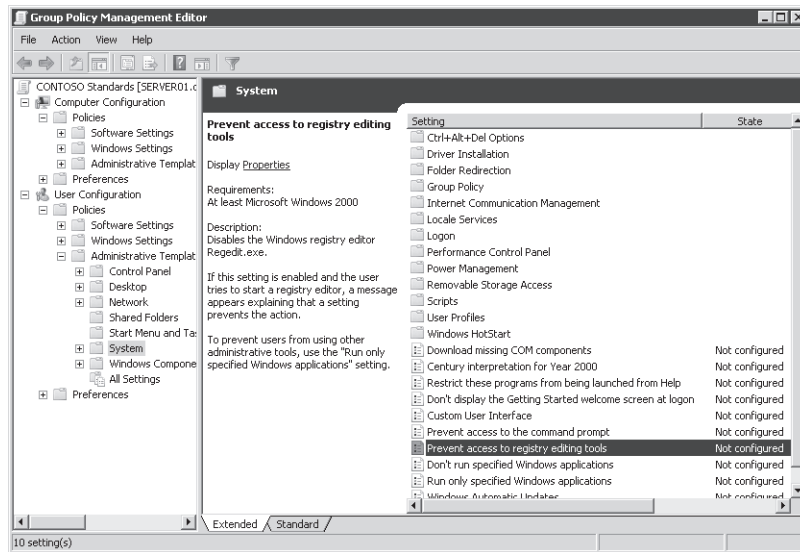 Group Policy Management Editor
File Action View Help
CONTOSO Standards [SERVER01.c
Computer Configuration
Policies
Software Settings
Windows Settings
Administrative Templat
Preferences
User Configuration
Policies
Software Settings
Windows Settings
Administrative Templat
Control Panel
Desktop
Network
Shared Folders
Start Menu and Ta
System
Windows Compone
All Settings
Preferences
System
Prevent access to registry editing
tools
Display Properties
Requirements:
At least Microsoft Windows 2000
Description:
Disables the Windows registry editor
Regedit.exe.
If this setting is enabled and the user
tries to start a registry editor, a message
appears explaining that a setting
prevents the action.
To prevent users from using other
administrative tools, use the "Run only
specified Windows applications" setting.
Setting State
Ctrl+Alt+Del Options
Driver Installation
Folder Redirection
Group Policy
Internet Communication Management
Locale Services
Logon
Performance Control Panel
Power Management
Removable Storage Access
Scripts
User Profiles
Windows HotStart
Download missing COM components Not configured
Century interpretation for Year 2000 Not configured
Restrict these programs from being launched from Help Not configured
Don't display the Getting Started welcome screen at logon Not configured
Custom User Interface Not configured
Prevent access to the command prompt Not configured
Prevent access to registry editing tools Not configured
Don't run specified Windows applications Not configured
Run only specified Windows applications Not configured
Windows Automatic Updates Not configured
Extended Standard
10 setting(s)